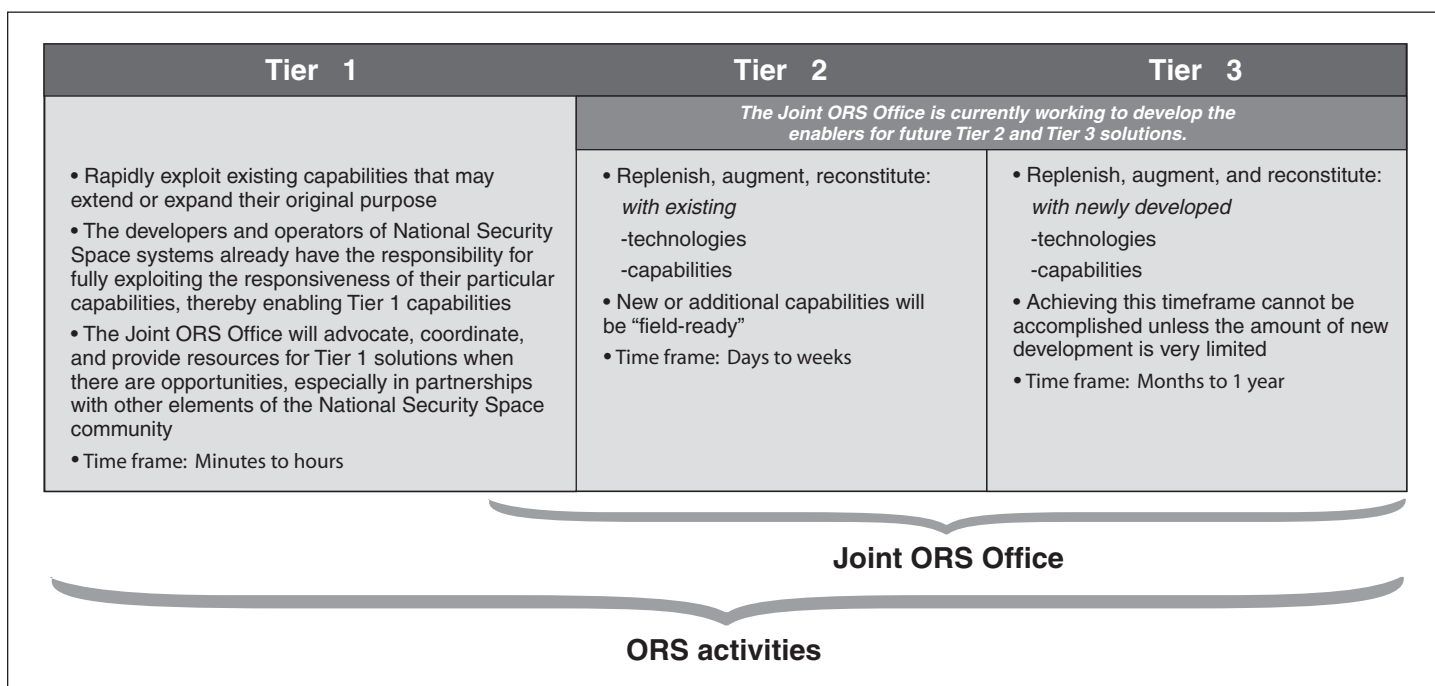 Tier 1
Tier 2
Tier 3
The Joint ORS Office is currently working to develop the
enablers for future Tier 2 and Tier 3 solutions.
• Rapidly exploit existing capabilities that may
extend or expand their original purpose
• The developers and operators of National Security
Space systems already have the responsibility for
fully exploiting the responsiveness of their particular
capabilities, thereby enabling Tier 1 capabilities
• The Joint ORS Office will advocate, coordinate,
and provide resources for Tier 1 solutions when
there are opportunities, especially in partnerships
with other elements of the National Security Space
community
• Time frame: Minutes to hours
• Replenish, augment, reconstitute:
with existing
-technologies
-capabilities
• New or additional capabilities will
be “field-ready”
• Time frame: Days to weeks
• Replenish, augment, and reconstitute:
with newly developed
-technologies
-capabilities
• Achieving this timeframe cannot be
accomplished unless the amount of new
development is very limited
• Time frame: Months to 1 year
Joint ORS Office
ORS activities